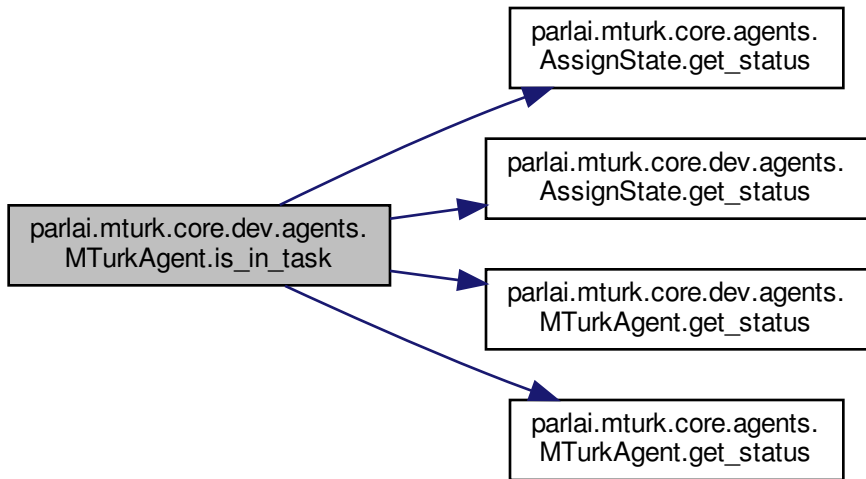 parlai.mturk.core.agents.
AssignState.get_status
parlai.mturk.core.dev.agents.
AssignState.get_status
parlai.mturk.core.dev.agents.
MTurkAgent.is_in_task
parlai.mturk.core.dev.agents.
MTurkAgent.get_status
parlai.mturk.core.agents.
MTurkAgent.get_status